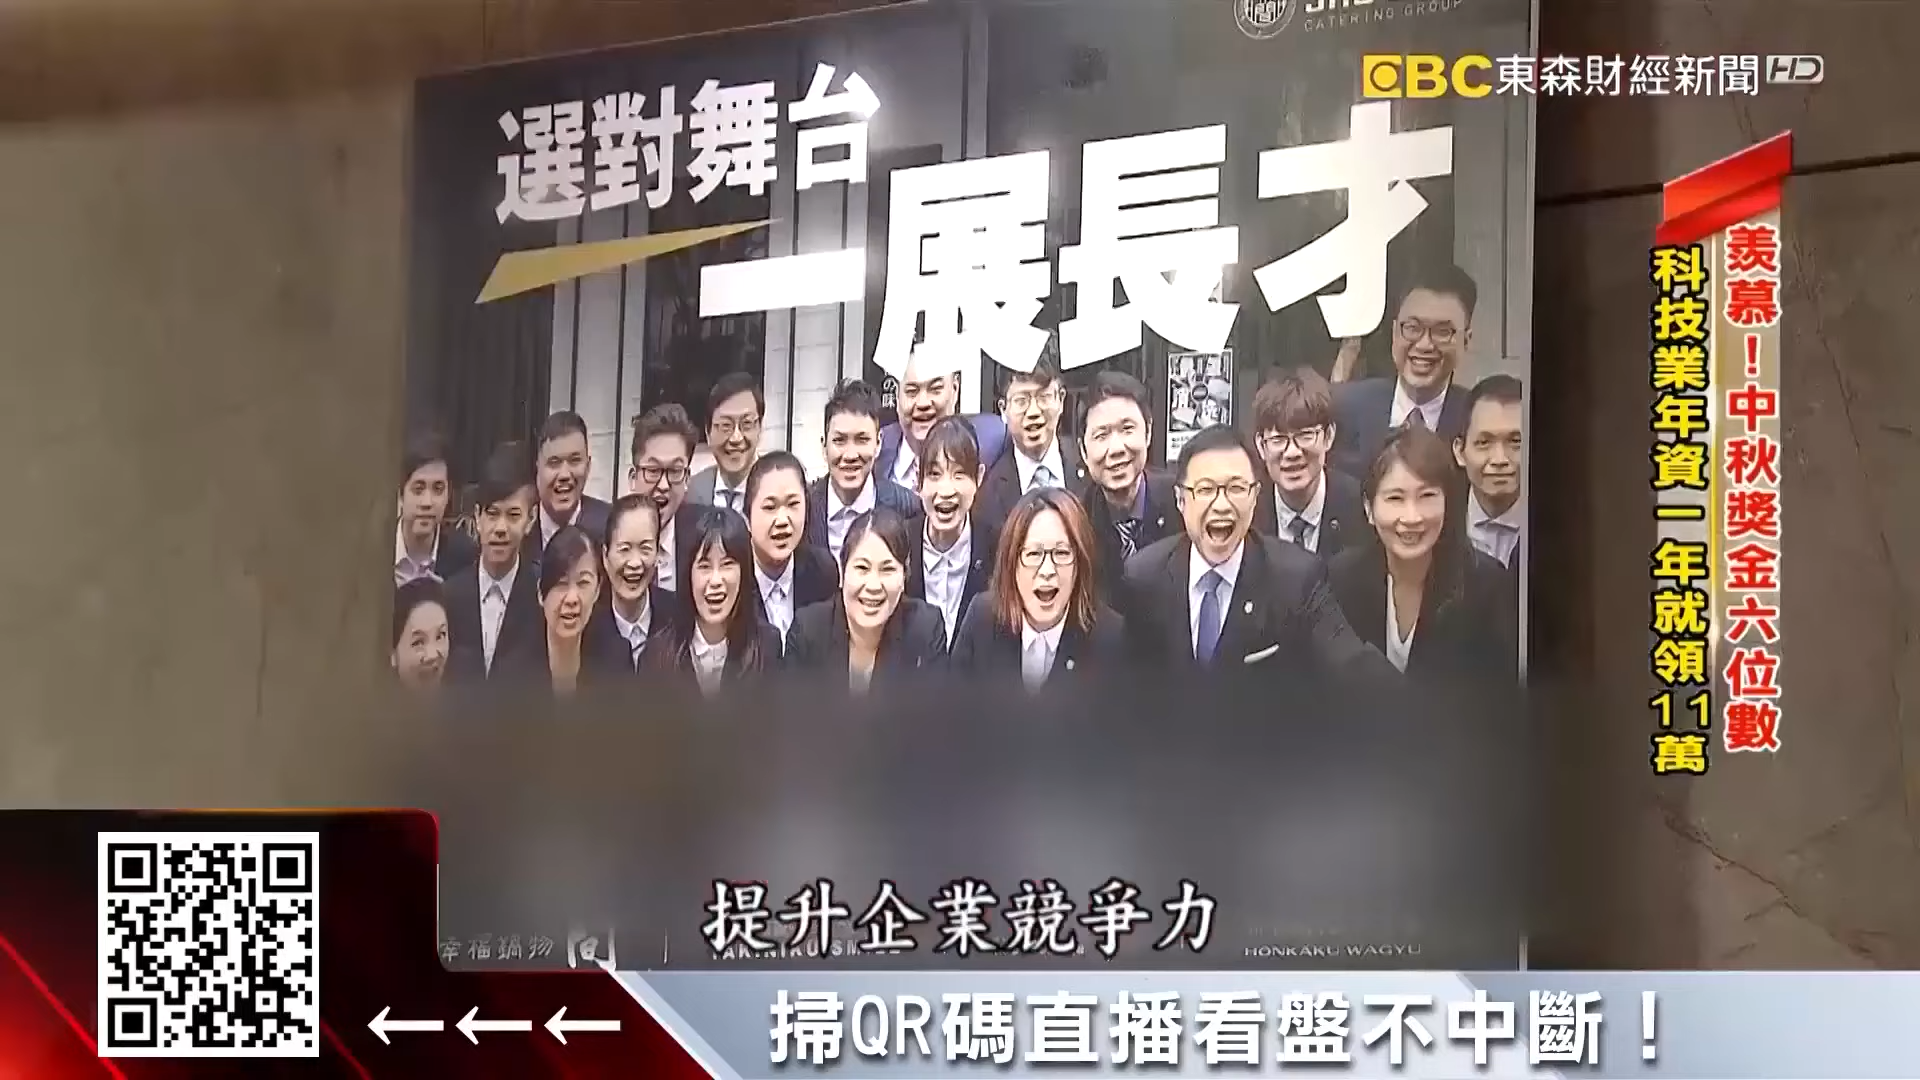 CATERING GROUP
EBC東森財經新聞HD
選對舞台
一展長才
羨慕！中秋獎金六位數
科技業年資一年就領11萬
提升企業競爭力
幸福鍋物 間
HONKAKU WAGYU
←←←
掃QR碼直播看盤不中斷！